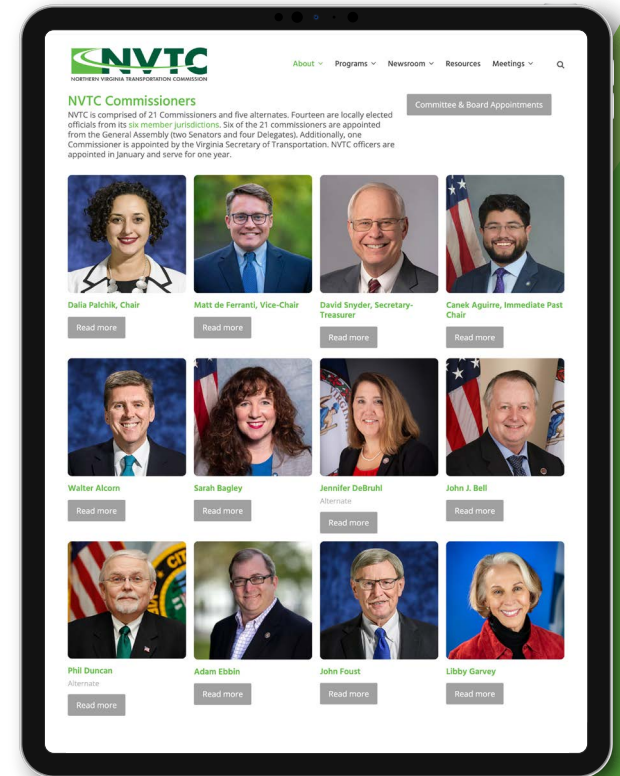 NVTC
NORTHERN VIRGINIA TRANSPORTATION COMMISSION
About Programs Newsroom Resources Meetings
NVTC Commissioners
Committee & Board Appointments
NVTC is comprised of 21 Commissioners and five alternates. Fourteen are locally elected
officials from its six member jurisdictions. Six of the 21 commissioners are appointed
from the General Assembly (two Senators and four Delegates). Additionally, one
Commissioner is appointed by the Virginia Secretary of Transportation. NVTC officers are
appointed in January and serve for one year.
Dalia Palchik, Chair
Read more
Matt de Ferranti, Vice-Chair
Read more
David Snyder, Secretary-
Treasurer
Read more
Canek Aguirre, Immediate Past
Chair
Read more
Walter Alcorn
Read more
Sarah Bagley
Read more
Jennifer DeBruhl
Alternate
Read more
John J. Bell
Read more
Phil Duncan
Alternate
Read more
Adam Ebbin
Read more
John Foust
Read more
Libby Garvey
Read more